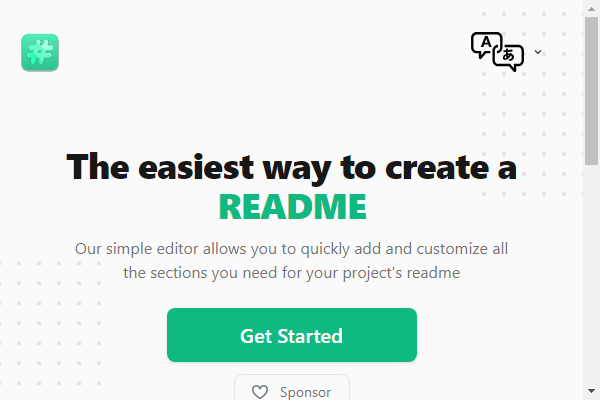 A あ
The easiest way to create a
README
Our simple editor allows you to quickly add and customize all
the sections you need for your project's readme
Get Started
Sponsor